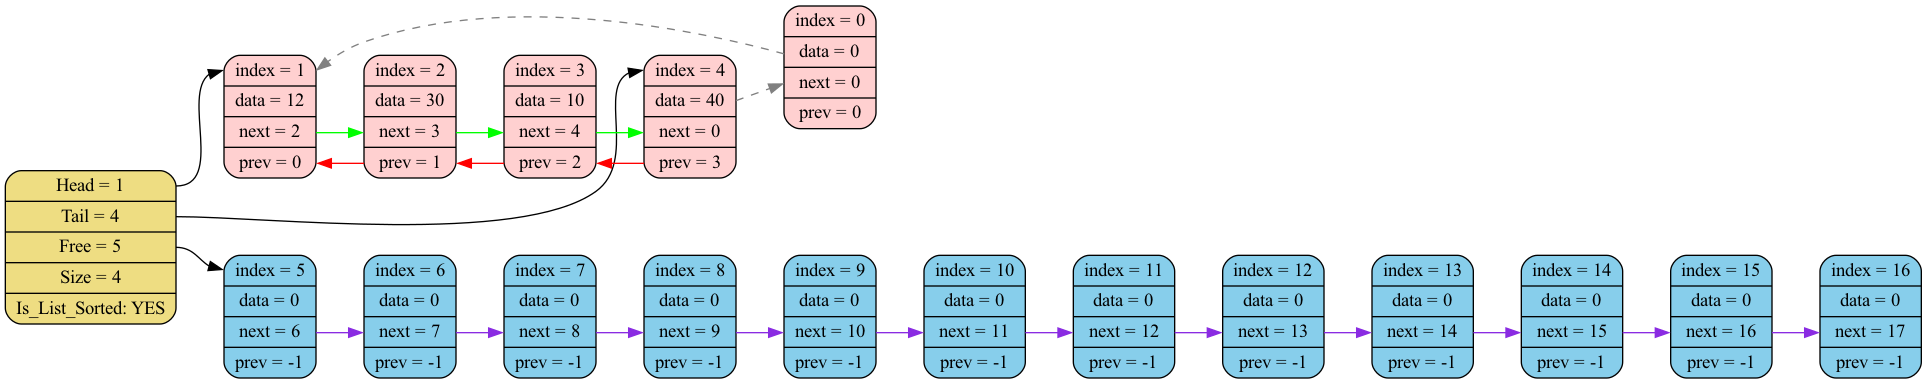 index = 0
data = 0
next = 0
prev = 0
index = 1
data = 12
next = 2
prev = 0
index = 2
data = 30
next = 3
prev = 1
index = 3
data = 10
next = 4
prev = 2
index = 4
data = 40
next = 0
prev = 3
Head = 1
Tail = 4
Free = 5
Size = 4
Is_List_Sorted: YES
index = 5
data = 0
next = 6
prev = -1
index = 6
data = 0
next = 7
prev = -1
index = 7
data = 0
next = 8
prev = -1
index = 8
data = 0
next = 9
prev = -1
index = 9
data = 0
next = 10
prev = -1
index = 10
data = 0
next = 11
prev = -1
index = 11
data = 0
next = 12
prev = -1
index = 12
data = 0
next = 13
prev = -1
index = 13
data = 0
next = 14
prev = -1
index = 14
data = 0
next = 15
prev = -1
index = 15
data = 0
next = 16
prev = -1
index = 16
data = 0
next = 17
prev = -1